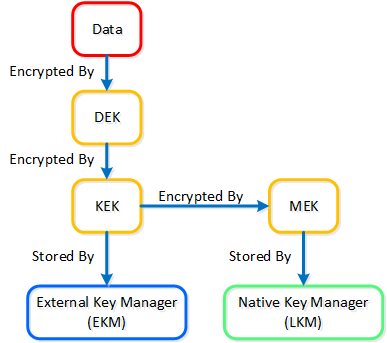 Data
Encrypted By
DEK
Encrypted By
KEK
Encrypted By
MEK
Stored By
Stored By
External Key Manager
(EKM)
Native Key Manager
(LKM)